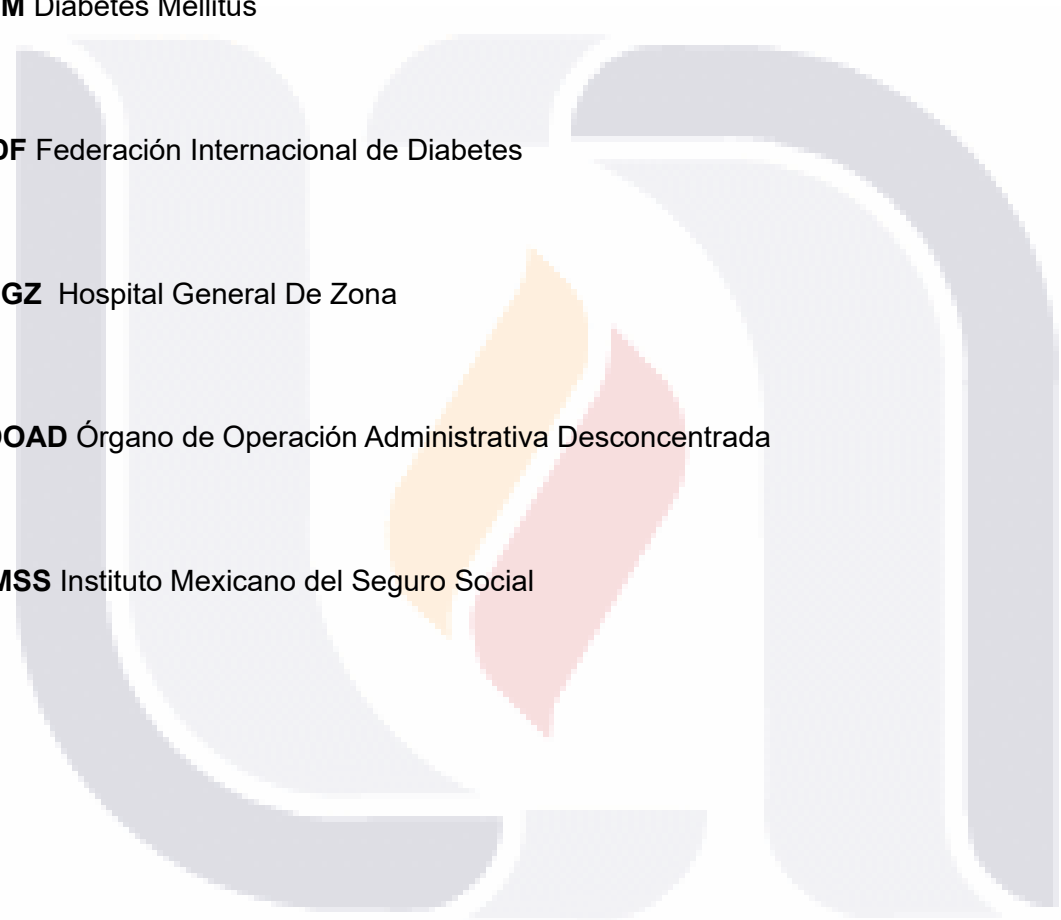 M Diabetes Mellitus
DF Federación Internacional de Diabetes
GZ Hospital General De Zona
OOAD Órgano de Operación Administrativa Desconcentrada
MSS Instituto Mexicano del Seguro Social